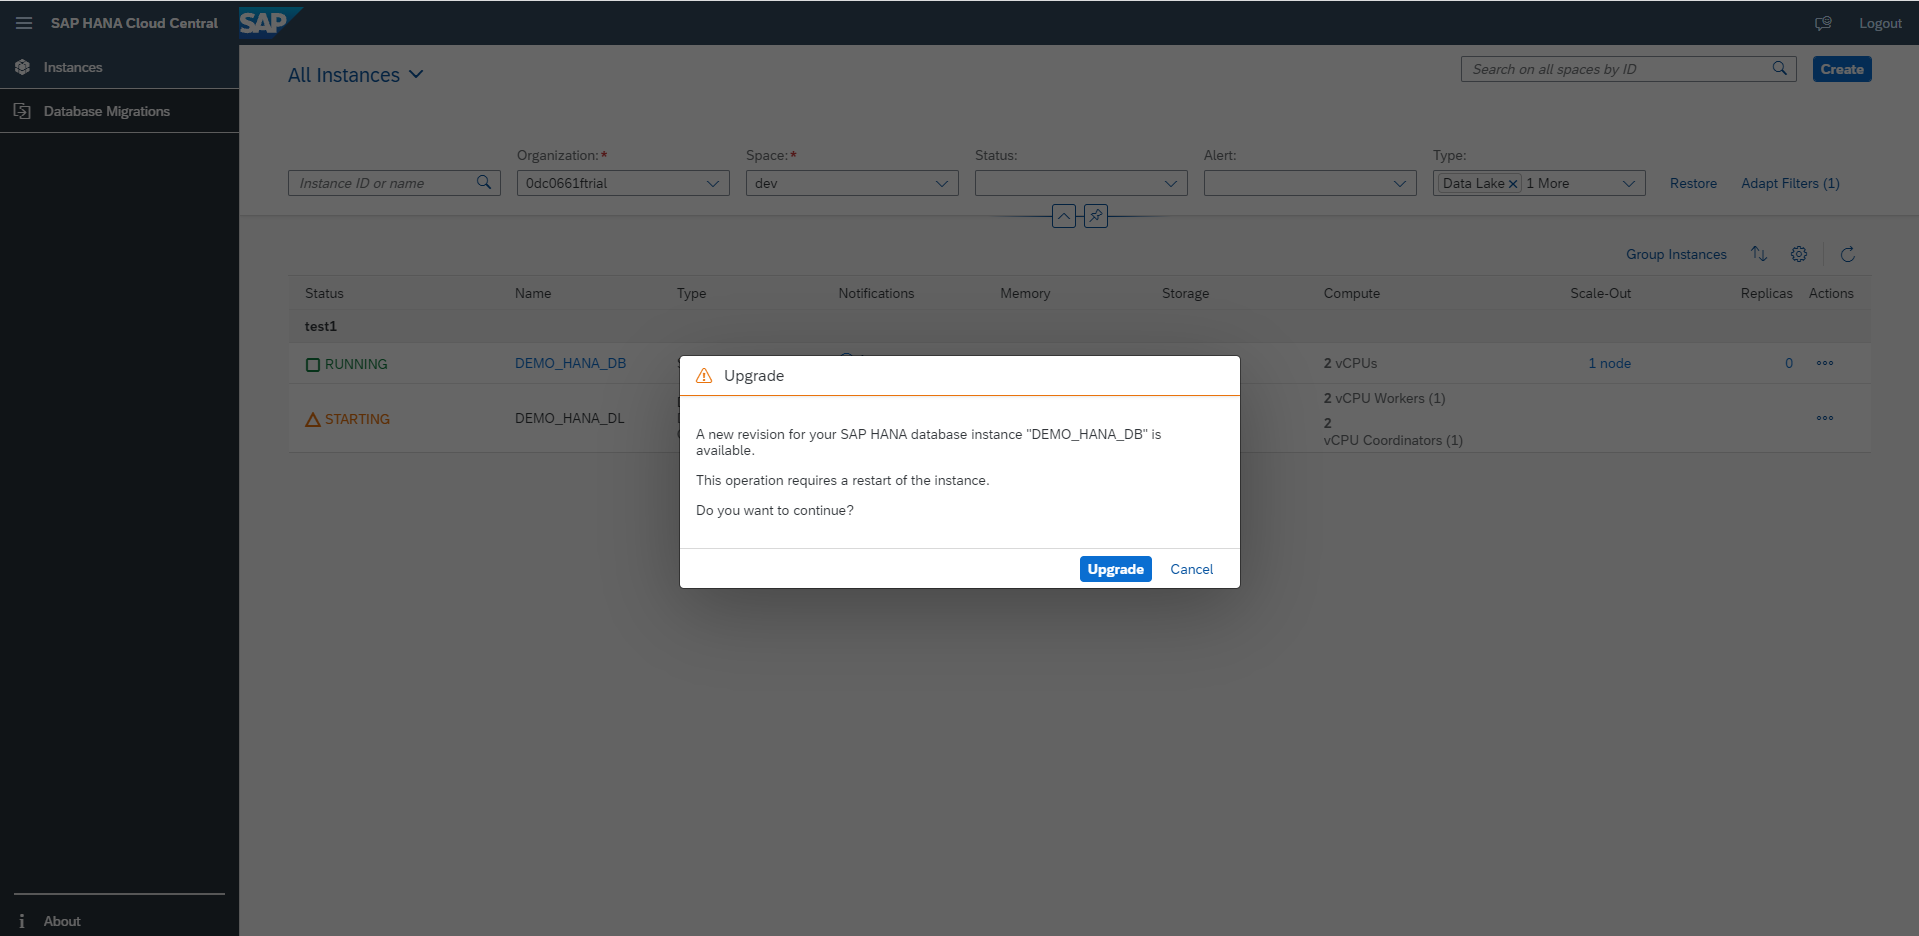 SAP HANA Cloud Central
SAP
Logout
Instances
Database Migrations
All Instances
Search on all spaces by ID
Create
Organization:*
Space:*
Status:
Alert:
Type:
Instance ID or name
0dc0661ftrial
dev
Data Lake 1 More
Restore
Adapt Filters (1)
Group Instances
Status Name Type Notifications Memory Storage Compute Scale-Out Replicas Actions
test1
RUNNING DEMO_HANA_DB 2 vCPUs 1 node 0
STARTING DEMO_HANA_DL
2 vCPU Workers (1)
2
vCPU Coordinators (1)
Upgrade
A new revision for your SAP HANA database instance "DEMO_HANA_DB" is
available.
This operation requires a restart of the instance.
Do you want to continue?
Upgrade Cancel
About